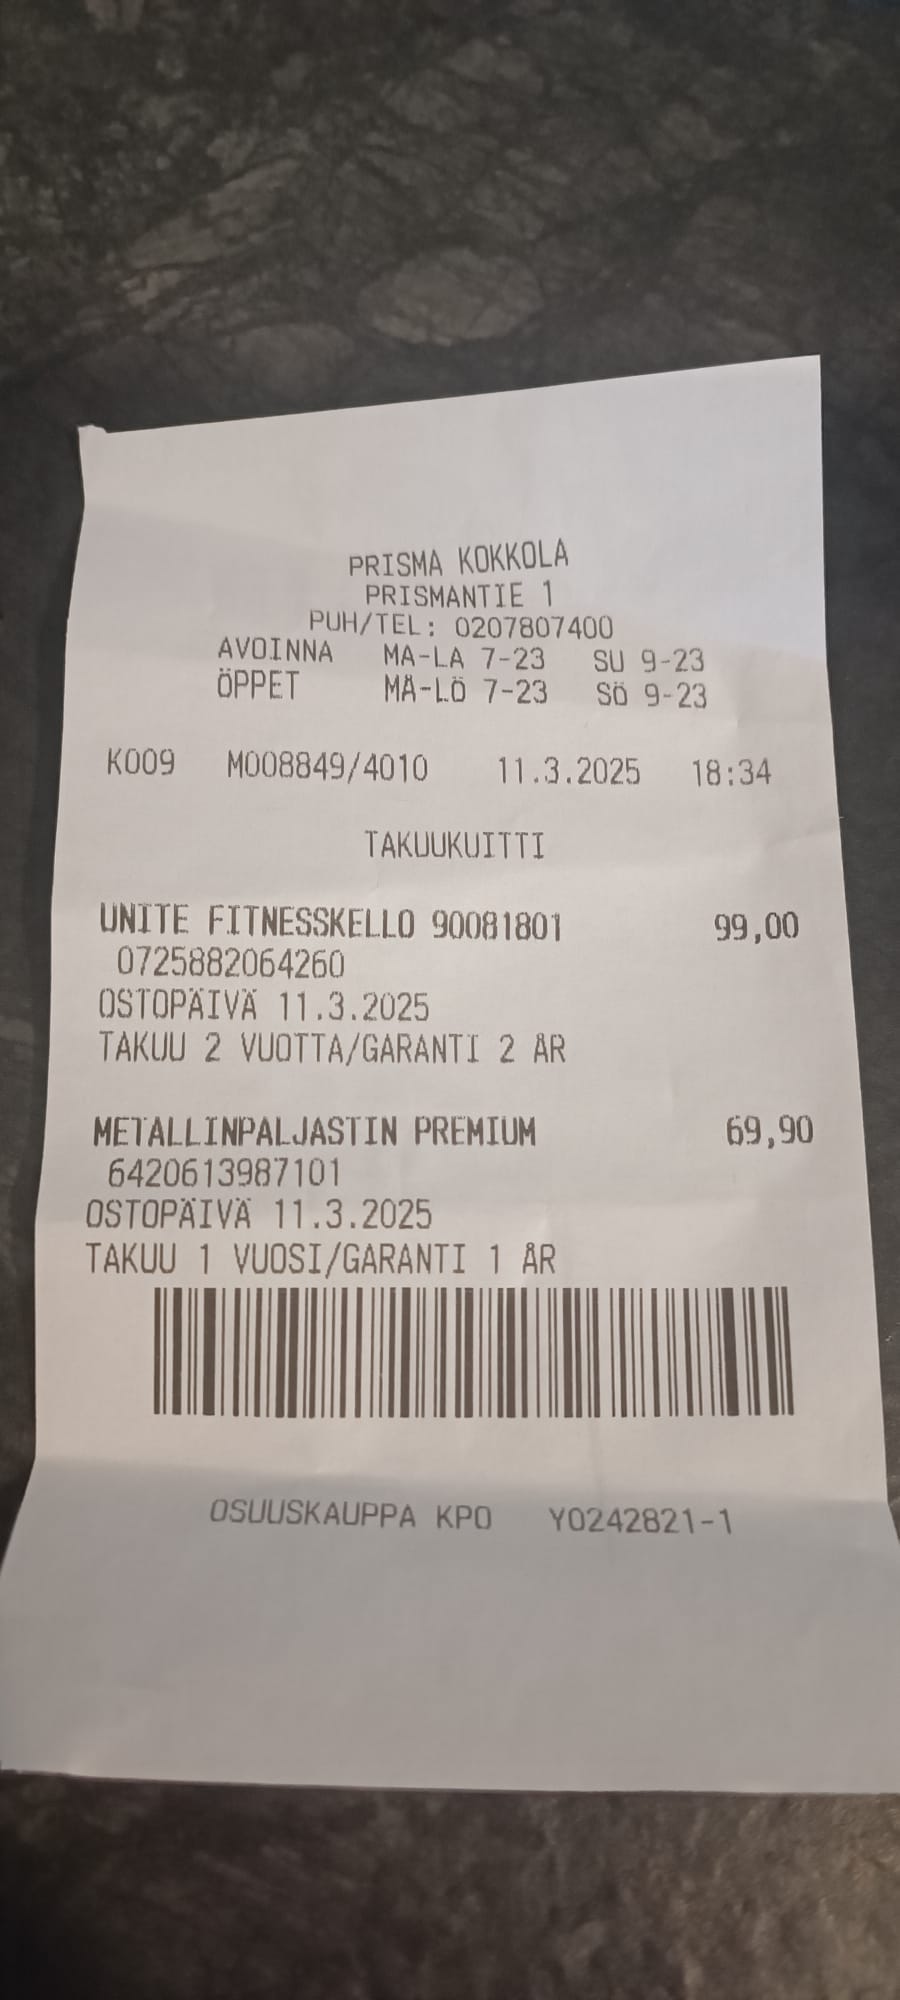 PRISMA KOKKOLA
PRISMANTIE 1
PUH/TEL: 0207807400
AVOINNA MA-LA 7-23 SU 9-23
ÖPPET MÅ-LÖ 7-23 SÖ 9-23
K009 M008849/4010 11.3.2025 18:34
TAKUUKUITTI
UNITE FITNESSKELLO 90081801 99,00
0725882064260
OSTOPÄIVÄ 11.3.2025
TAKUU 2 VUOTTA/GARANTI 2 ÅR
METALLINPALJASTIN PREMIUM 69,90
6420613987101
OSTOPÄIVÄ 11.3.2025
TAKUU 1 VUOSI/GARANTI 1 ÅR
OSUUSKAUPPA KPO Y0242821-1